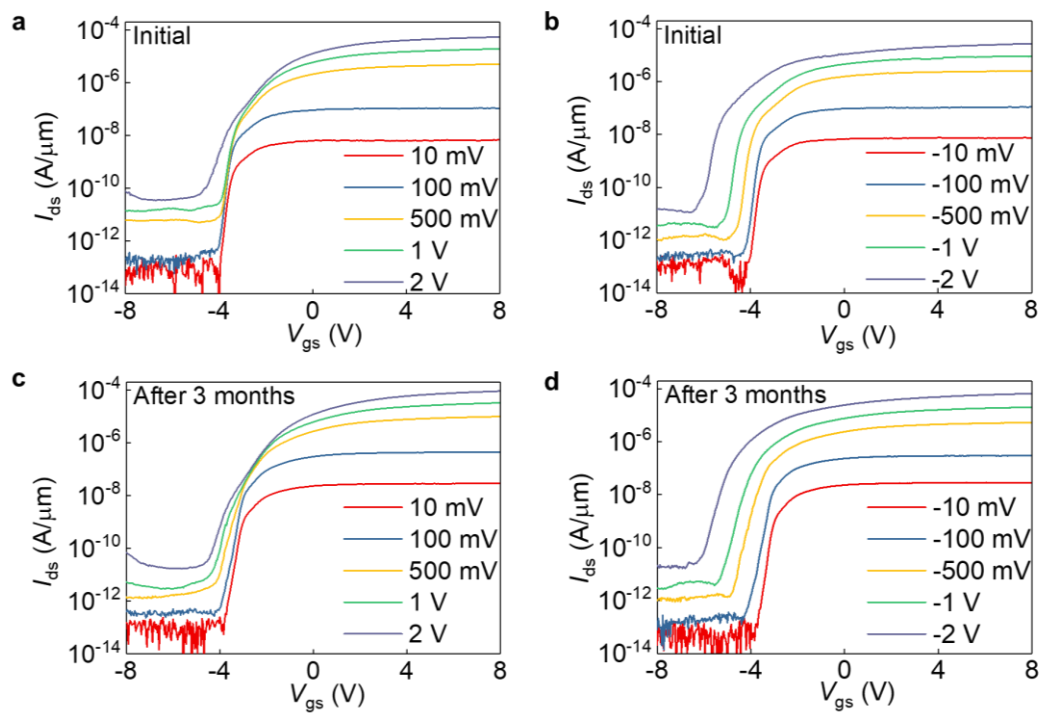 a
Initial
10⁻⁴
10⁻⁶
10⁻⁸
10⁻¹⁰
10⁻¹²
10⁻¹⁴
I_ds (A/μm)
10 mV
100 mV
500 mV
1 V
2 V
-8 -4 0 4 8
V_gs (V)
b
Initial
10⁻⁴
10⁻⁶
10⁻⁸
10⁻¹⁰
10⁻¹²
10⁻¹⁴
I_ds (A/μm)
-10 mV
-100 mV
-500 mV
-1 V
-2 V
-8 -4 0 4 8
V_gs (V)
c
After 3 months
10⁻⁴
10⁻⁶
10⁻⁸
10⁻¹⁰
10⁻¹²
10⁻¹⁴
I_ds (A/μm)
10 mV
100 mV
500 mV
1 V
2 V
-8 -4 0 4 8
V_gs (V)
d
After 3 months
10⁻⁴
10⁻⁶
10⁻⁸
10⁻¹⁰
10⁻¹²
10⁻¹⁴
I_ds (A/μm)
-10 mV
-100 mV
-500 mV
-1 V
-2 V
-8 -4 0 4 8
V_gs (V)